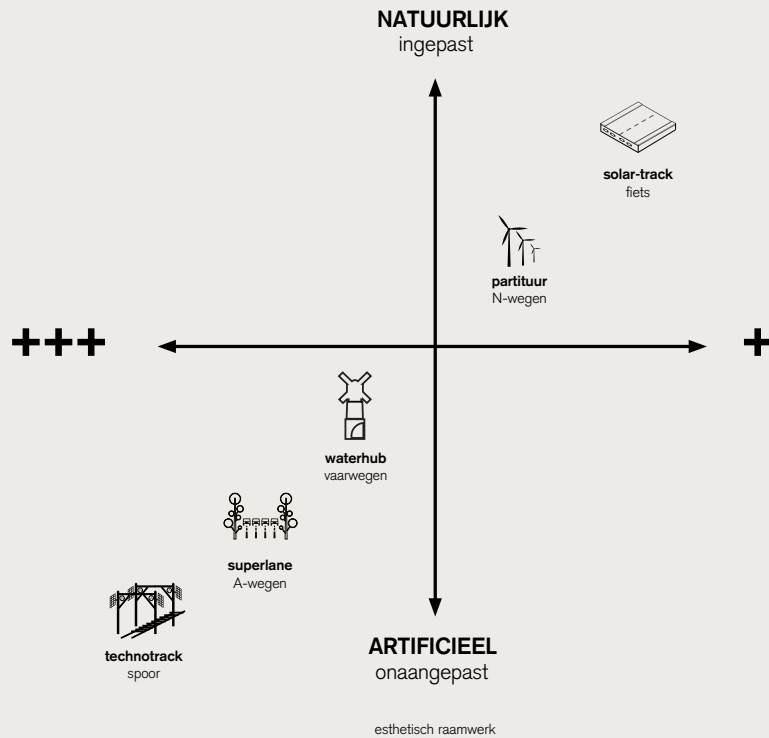 NATUURLIJK
ingepast
solar-track
fiets
partituur
N-wegen
+++
+
waterhub
vaarwegen
superlane
A-wegen
technotrack
spoor
ARTIFICIEEL
onaangepast
esthetisch raamwerk